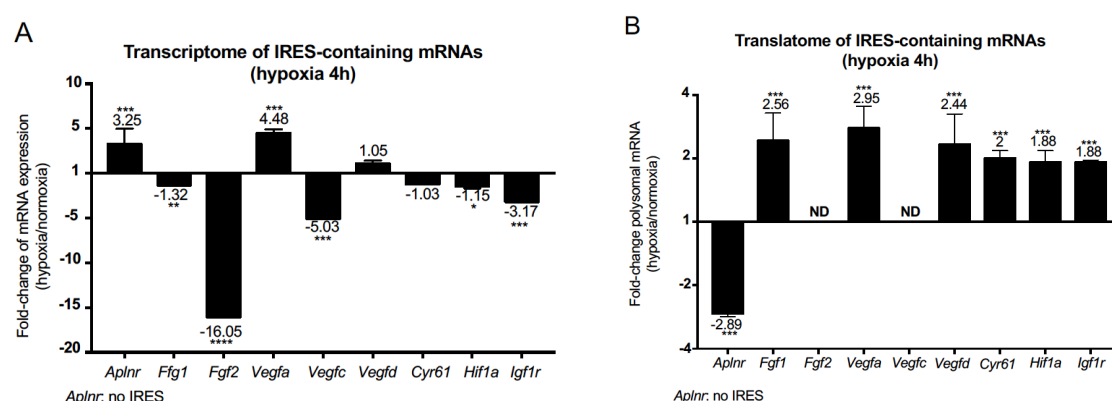 A
Transcriptome of IRES-containing mRNAs
(hypoxia 4h)
Fold-change of mRNA expression
(hypoxia/normoxia)
10
5
1
-5
-10
-15
-20
***
3.25
-1.32
**
-16.05
****
***
4.48
-5.03
***
1.05
-1.03
-1.15
*
-3.17
***
Aplnr Ffg1 Fgf2 Vegfa Vegfc Vegfd Cyr61 Hif1a Igf1r
Aplnr: no IRES
B
Translatome of IRES-containing mRNAs
(hypoxia 4h)
Fold-change polysomal mRNA
(hypoxia/normoxia)
4
2
1
-2
-4
-2.89
***
***
2.56
ND
***
2.95
ND
***
2.44
***
2
***
1.88
***
1.88
Aplnr Fgf1 Fgf2 Vegfa Vegfc Vegfd Cyr61 Hif1a Igf1r
Aplnr: no IRES